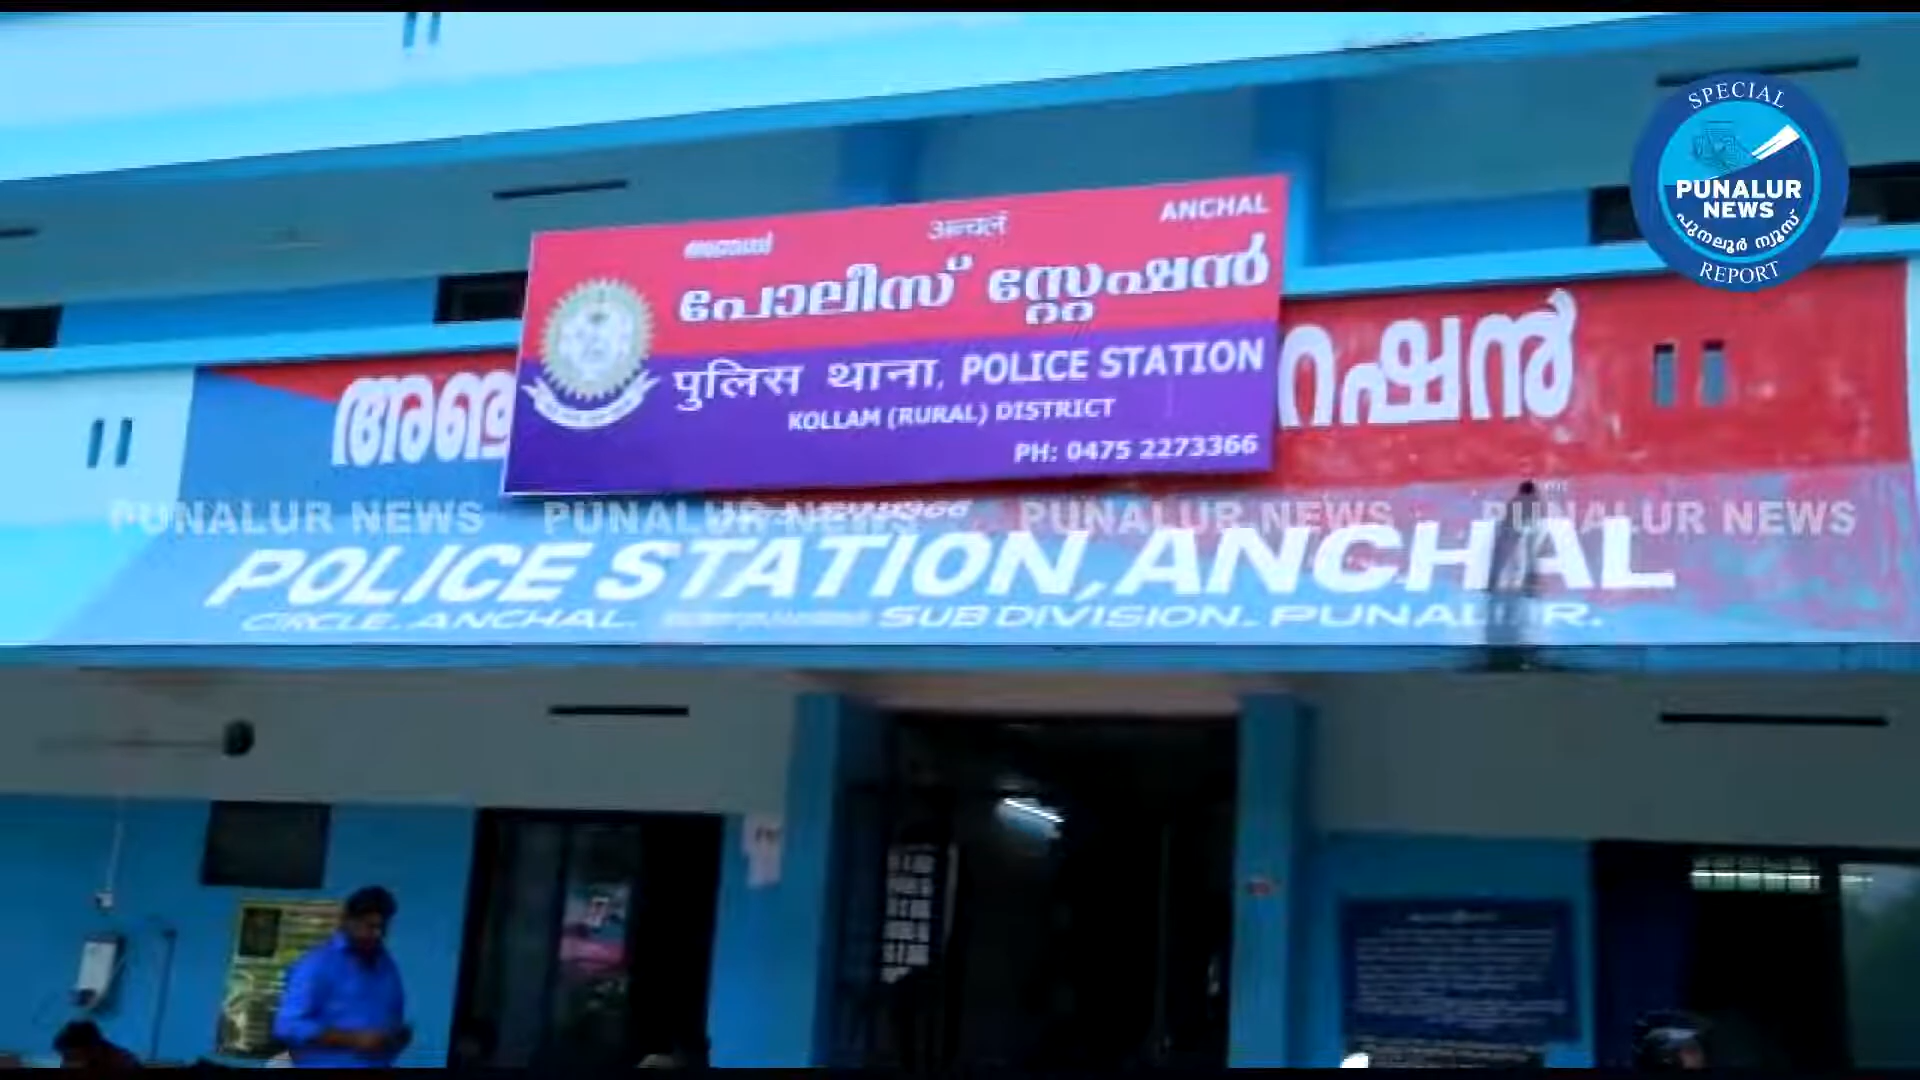 SPECIAL
PUNALUR
NEWS
പുനലൂർ ന്യൂസ്
REPORT
अन्चल
ANCHAL
പോലീസ് സ്റ്റേഷൻ
पुलिस थाना, POLICE STATION
KOLLAM (RURAL) DISTRICT
PH: 0475 2273366
PUNALUR NEWS PUNALUR NEWS PUNALUR NEWS PUNALUR NEWS
POLICE STATION, ANCHAL
CIRCLE. ANCHAL. SUB DIVISION. PUNALUR.